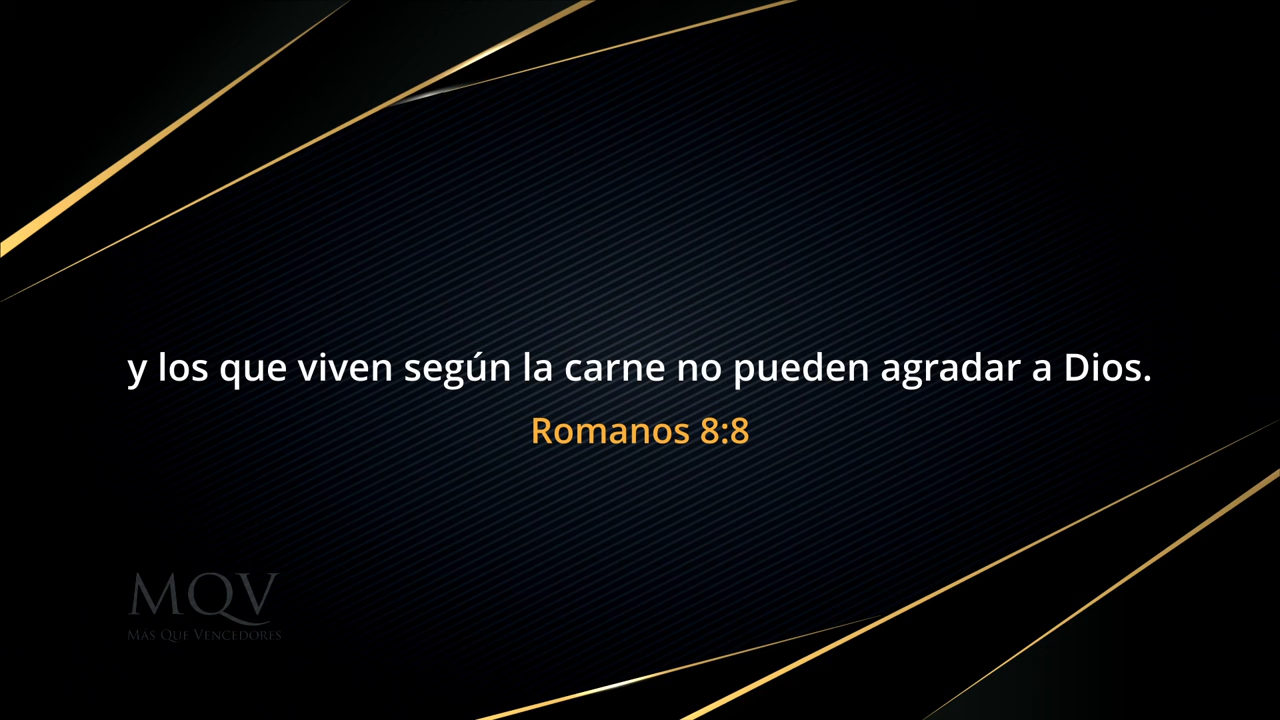 y los que viven según la carne no pueden agradar a Dios.
Romanos 8:8
MQV
Más Que Vencedores